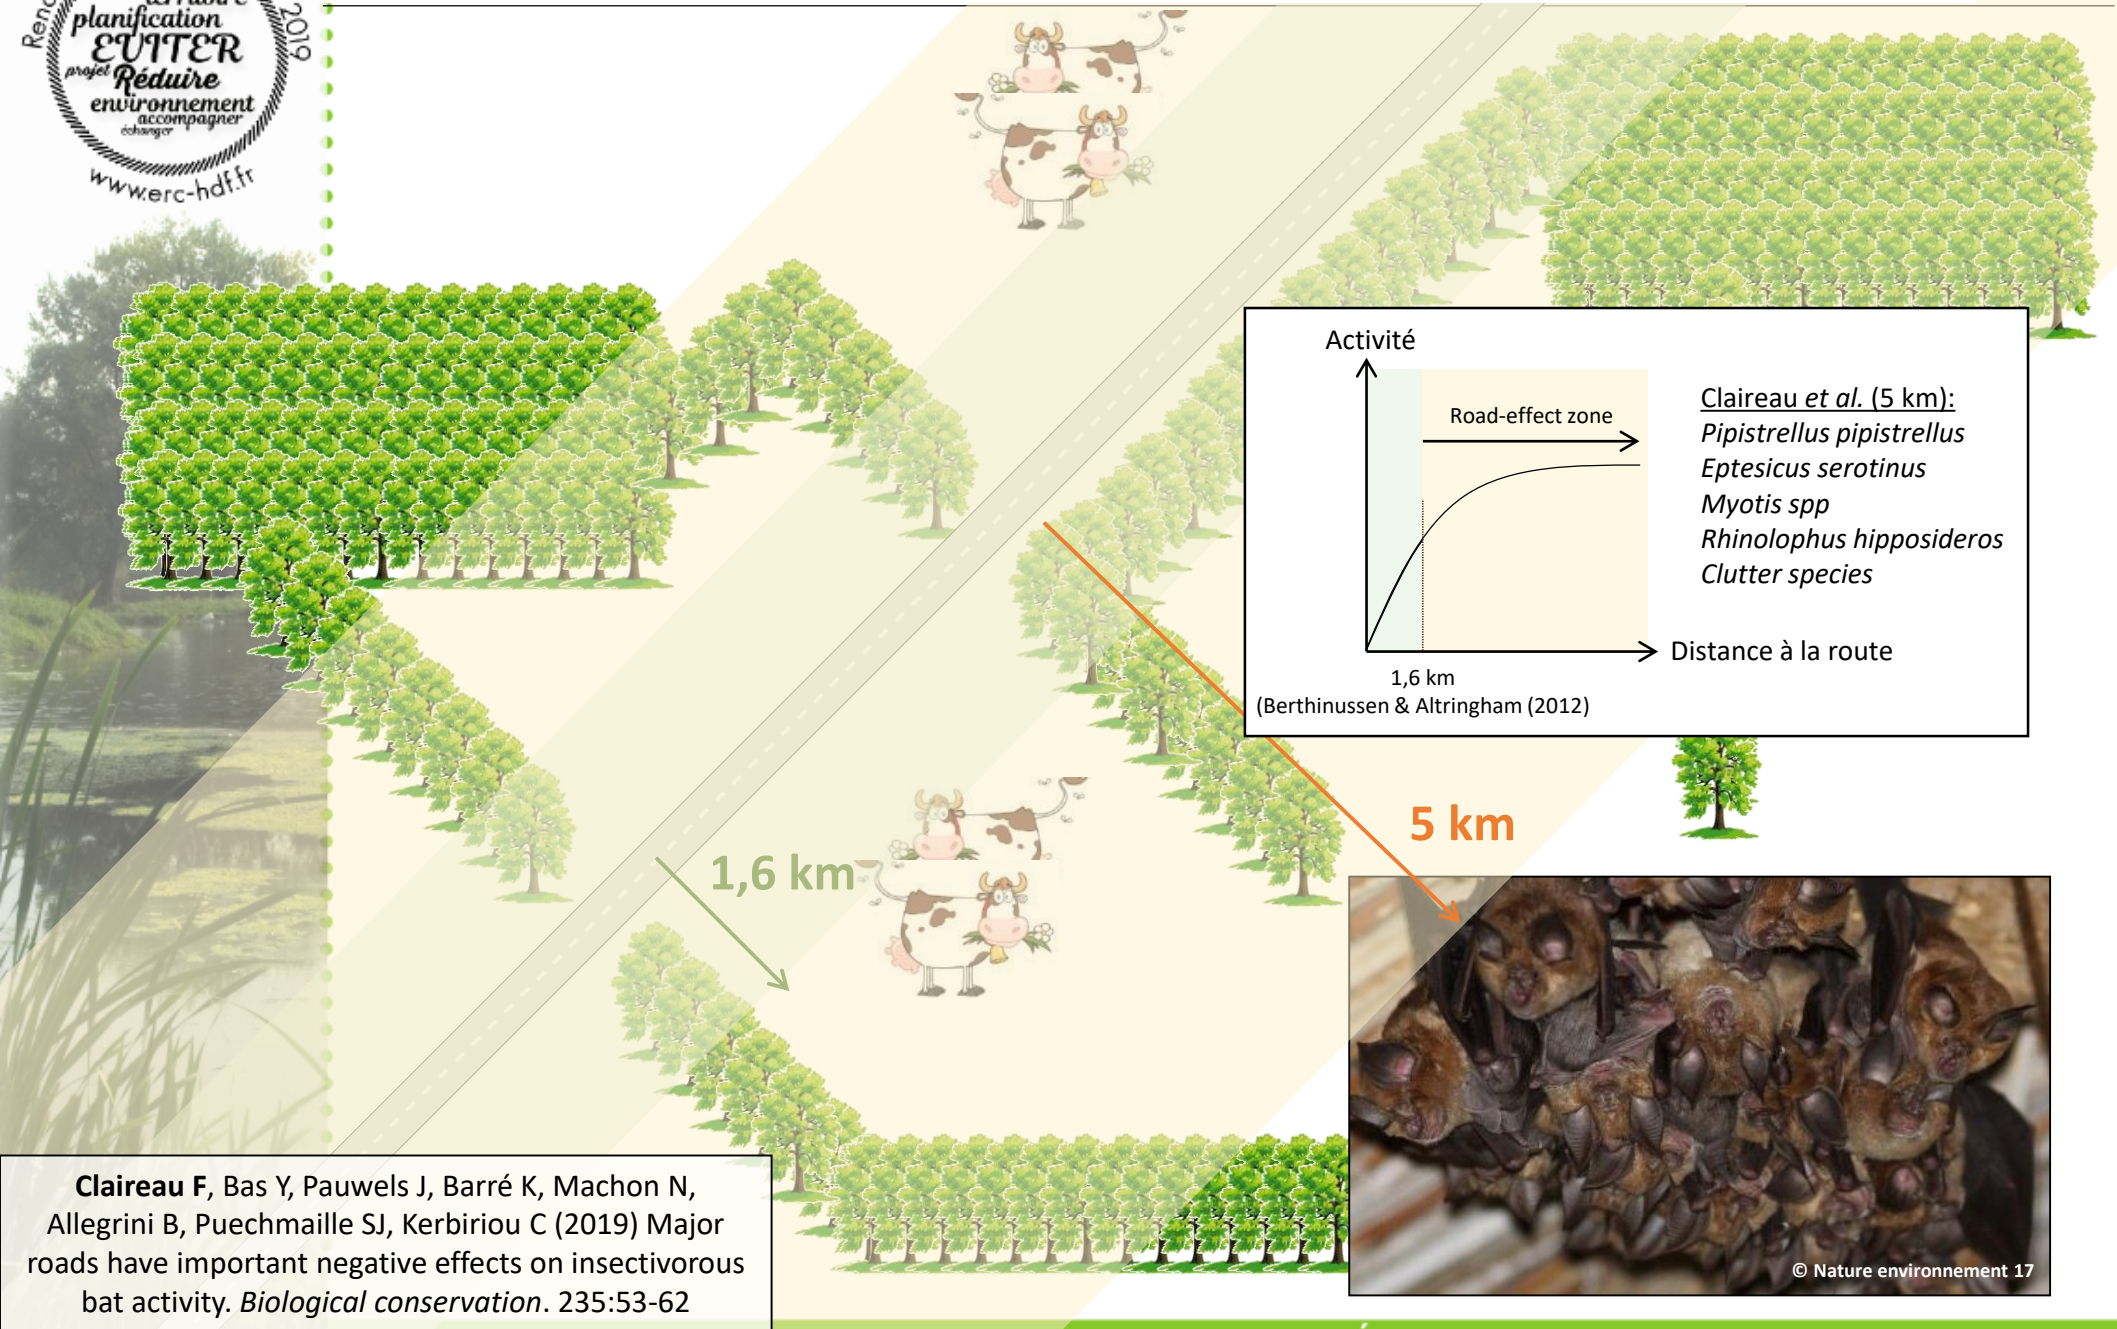 2019
planification
EVITER
projet Réduire
environnement
accompagner
échanger
www.erc-hdf.fr
Activité
Road-effect zone
1,6 km
(Berthinussen & Altringham (2012)
Distance à la route
Claireau et al. (5 km):
Pipistrellus pipistrellus
Eptesicus serotinus
Myotis spp
Rhinolophus hipposideros
Clutter species
5 km
1,6 km
© Nature environnement 17
Claireau F, Bas Y, Pauwels J, Barré K, Machon N,
Allegrini B, Puechmaille SJ, Kerbiriou C (2019) Major
roads have important negative effects on insectivorous
bat activity. Biological conservation. 235:53-62